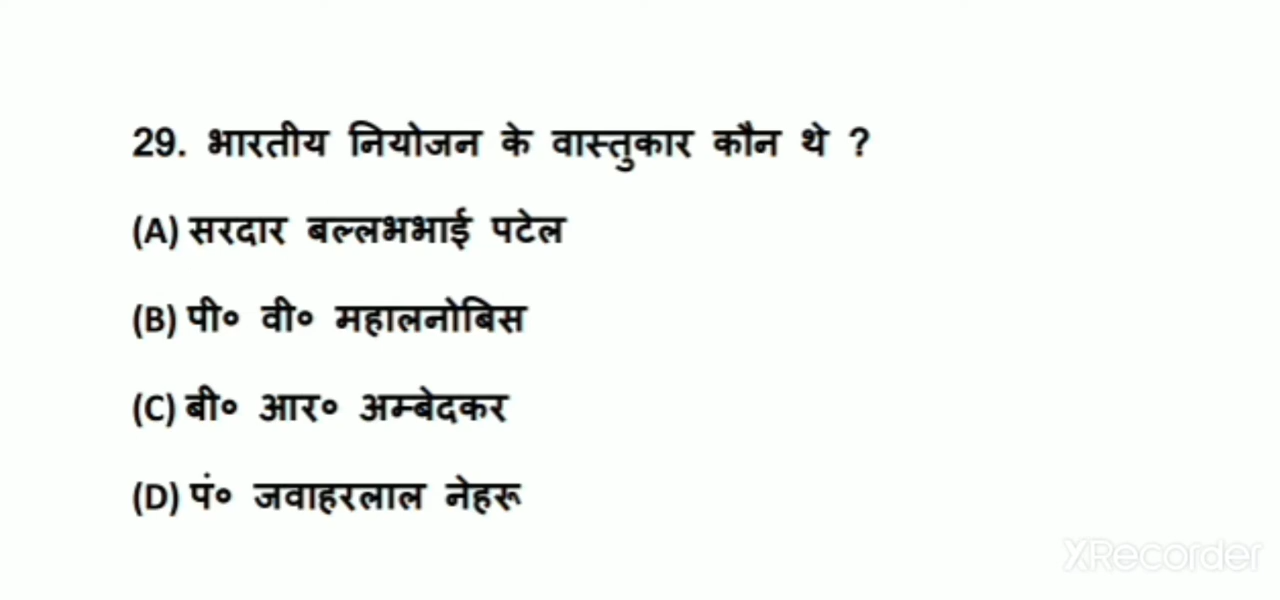 29. भारतीय नियोजन के वास्तुकार कौन थे ?
(A) सरदार बल्लभभाई पटेल
(B) पी० वी० महालनोबिस
(C) बी० आर० अम्बेदकर
(D) पं० जवाहरलाल नेहरू
XRecorder